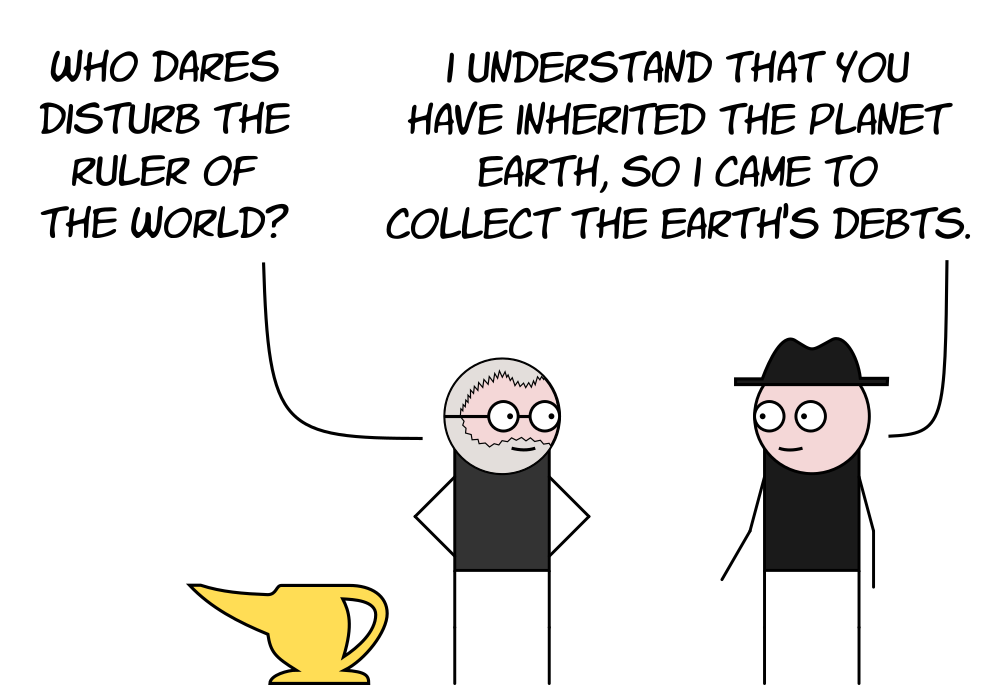 WHO DARES
DISTURB THE
RULER OF
THE WORLD?
I UNDERSTAND THAT YOU
HAVE INHERITED THE PLANET
EARTH, SO I CAME TO
COLLECT THE EARTH'S DEBTS.